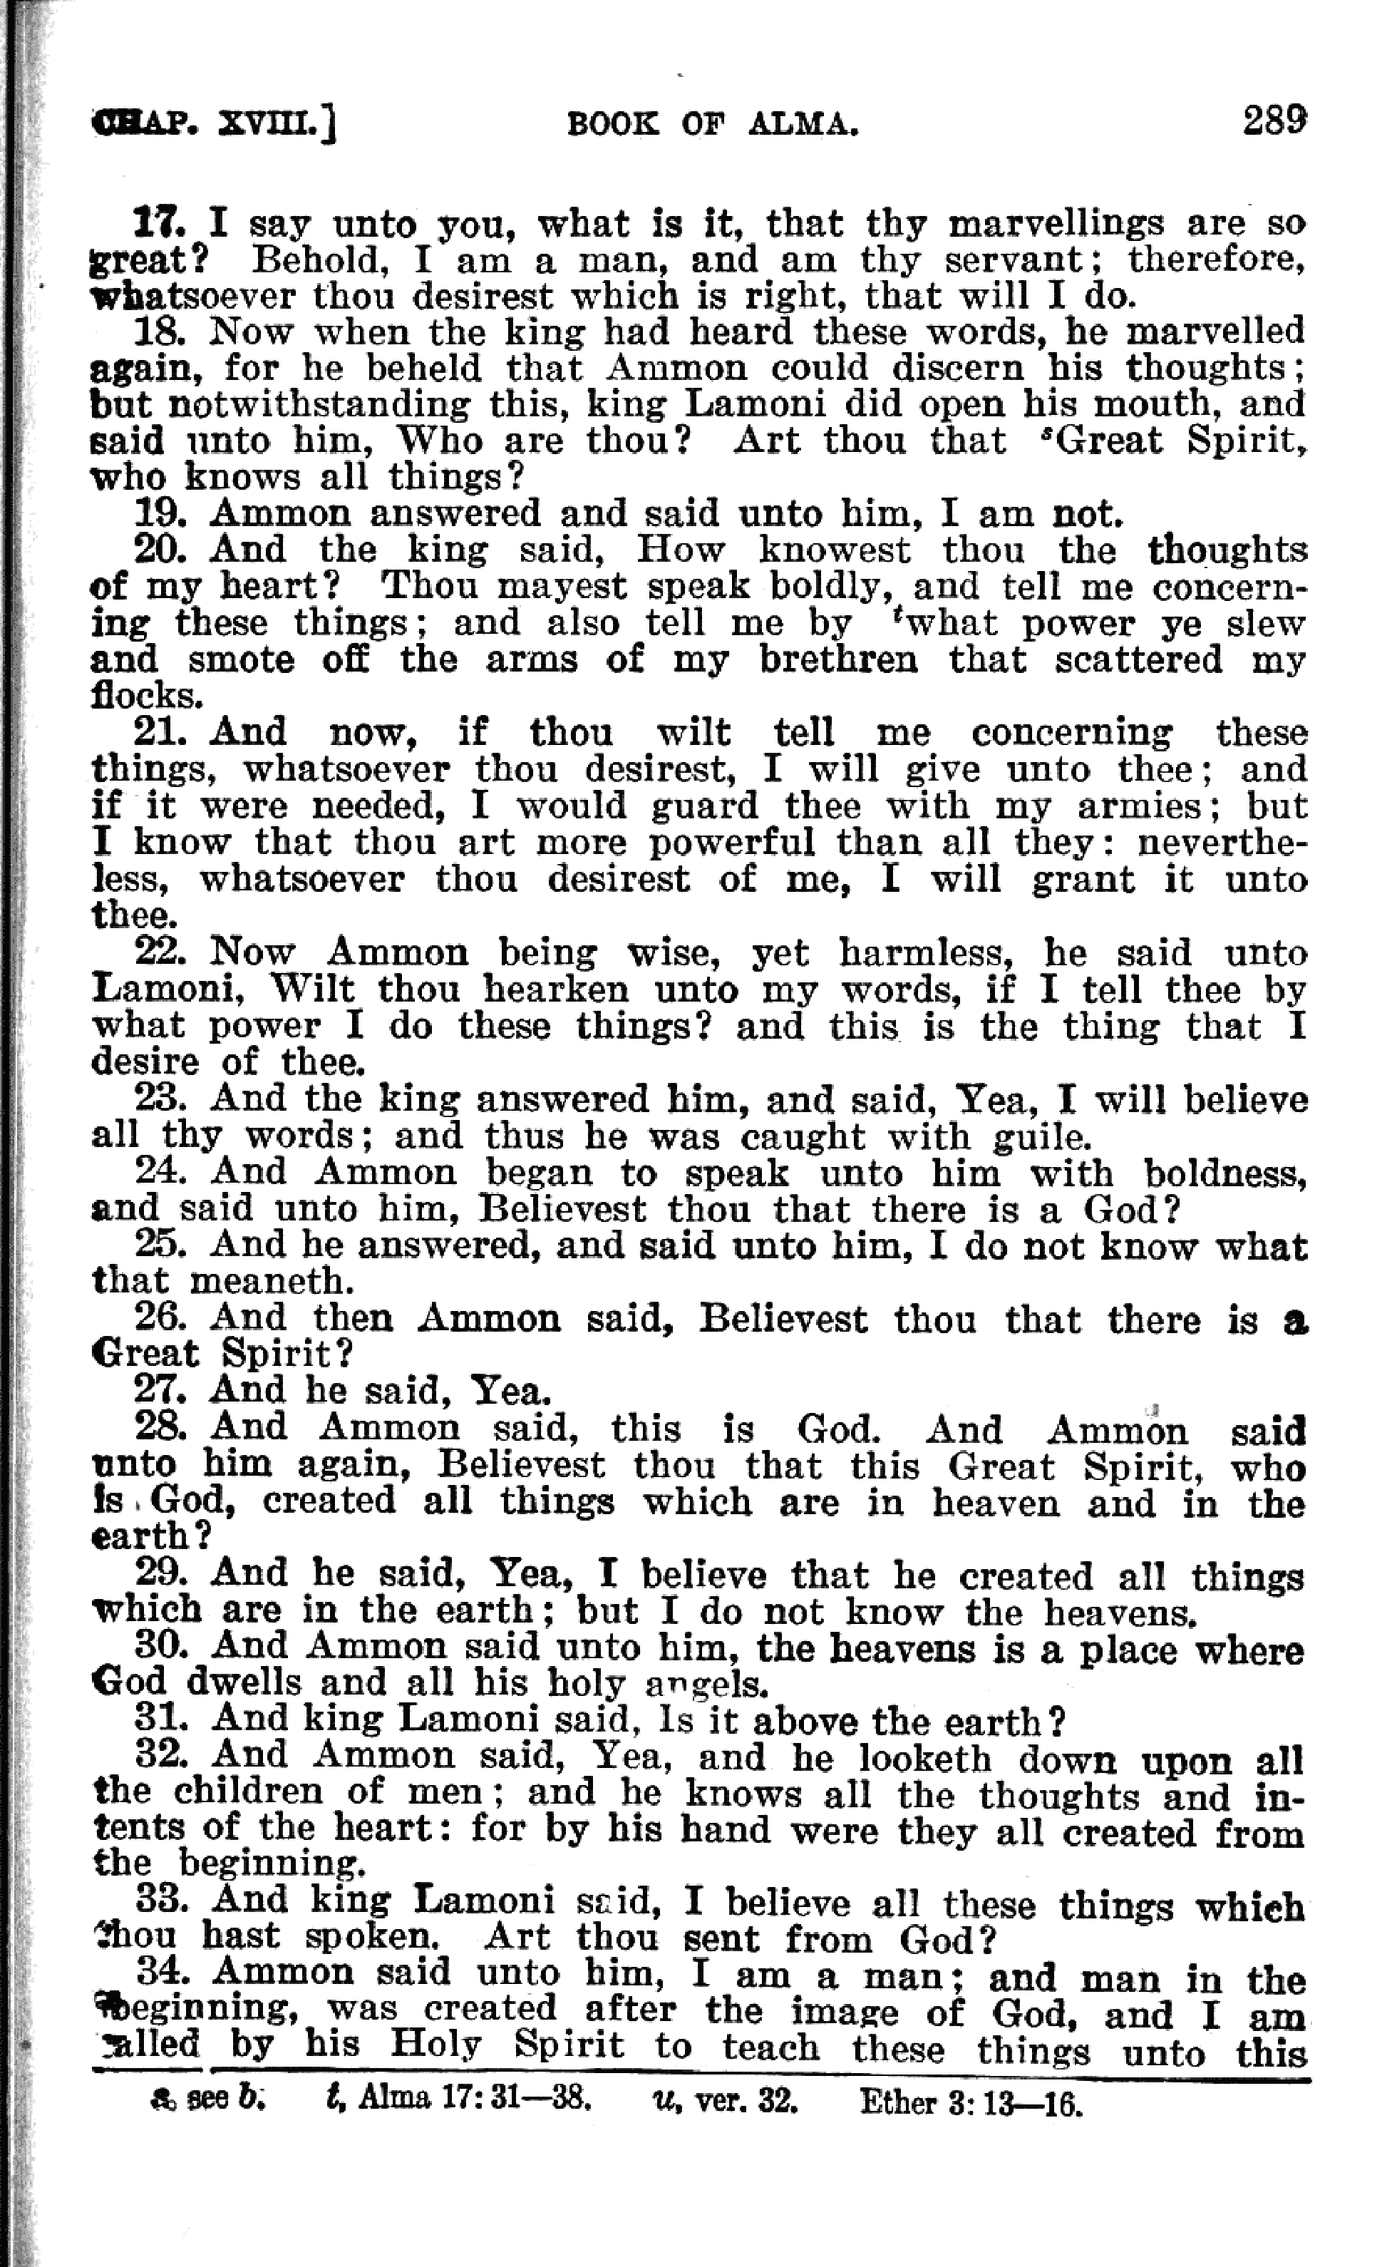 CHAP. XVIII.] BOOK OF ALMA. 289
17. I say unto you, what is it, that thy marvellings are so
great? Behold, I am a man, and am thy servant; therefore,
whatsoever thou desirest which is right, that will I do.
18. Now when the king had heard these words, he marvelled
again, for he beheld that Ammon could discern his thoughts;
but notwithstanding this, king Lamoni did open his mouth, and
said unto him, Who are thou? Art thou that ˢGreat Spirit,
who knows all things?
19. Ammon answered and said unto him, I am not.
20. And the king said, How knowest thou the thoughts
of my heart? Thou mayest speak boldly, and tell me concern-
ing these things; and also tell me by ᵗwhat power ye slew
and smote off the arms of my brethren that scattered my
flocks.
21. And now, if thou wilt tell me concerning these
things, whatsoever thou desirest, I will give unto thee; and
if it were needed, I would guard thee with my armies; but
I know that thou art more powerful than all they: neverthe-
less, whatsoever thou desirest of me, I will grant it unto
thee.
22. Now Ammon being wise, yet harmless, he said unto
Lamoni, Wilt thou hearken unto my words, if I tell thee by
what power I do these things? and this is the thing that I
desire of thee.
23. And the king answered him, and said, Yea, I will believe
all thy words; and thus he was caught with guile.
24. And Ammon began to speak unto him with boldness,
and said unto him, Believest thou that there is a God?
25. And he answered, and said unto him, I do not know what
that meaneth.
26. And then Ammon said, Believest thou that there is a
Great Spirit?
27. And he said, Yea.
28. And Ammon said, this is God. And Ammon said
unto him again, Believest thou that this Great Spirit, who
is God, created all things which are in heaven and in the
earth?
29. And he said, Yea, I believe that he created all things
which are in the earth; but I do not know the heavens.
30. And Ammon said unto him, the heavens is a place where
God dwells and all his holy angels.
31. And king Lamoni said, Is it above the earth?
32. And Ammon said, Yea, and he looketh down upon all
the children of men; and he knows all the thoughts and in-
tents of the heart: for by his hand were they all created from
the beginning.
33. And king Lamoni said, I believe all these things which
thou hast spoken. Art thou sent from God?
34. Ammon said unto him, I am a man; and man in the
beginning, was created after the image of God, and I am
called by his Holy Spirit to teach these things unto this
s, see b. t, Alma 17: 31—38. u, ver. 32. Ether 3: 13—16.